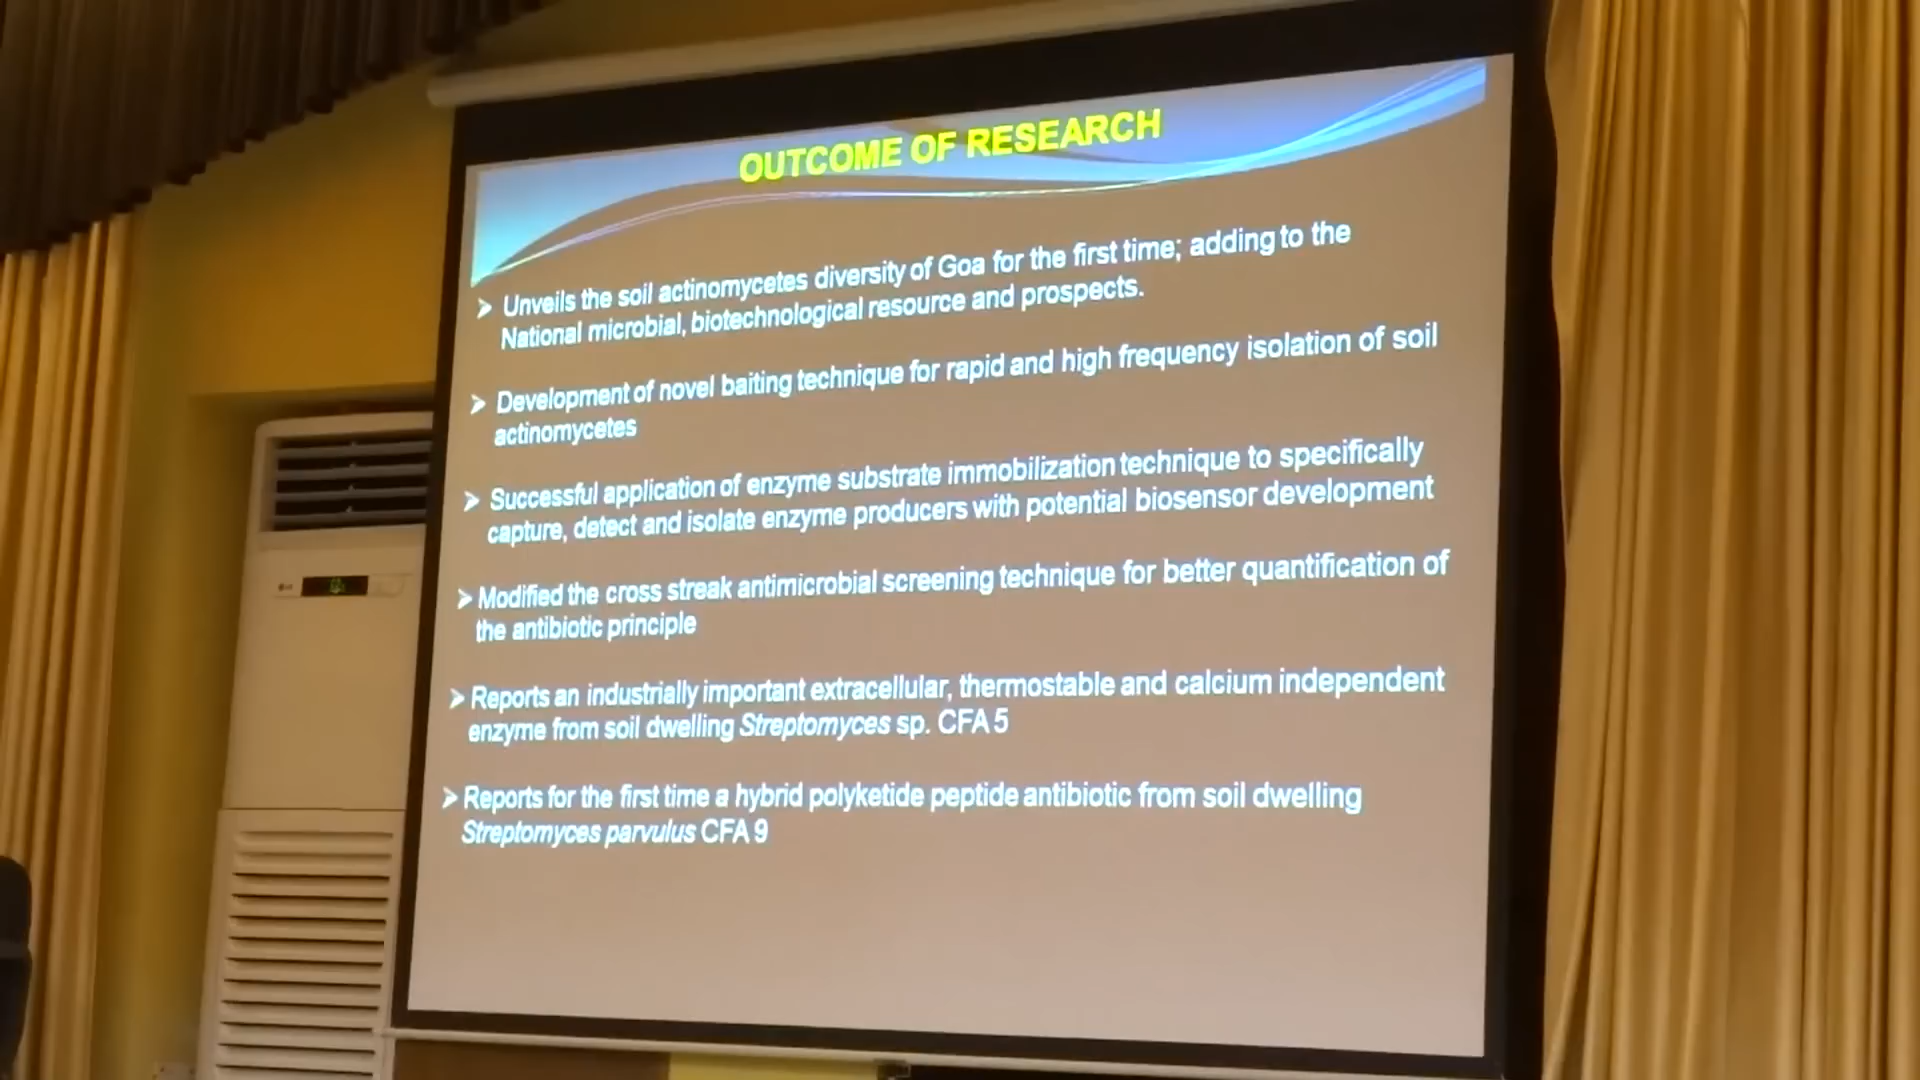 OUTCOME OF RESEARCH
➤ Unveils the soil actinomycetes diversity of Goa for the first time; adding to the
National microbial, biotechnological resource and prospects.
➤ Development of novel baiting technique for rapid and high frequency isolation of soil
actinomycetes
➤ Successful application of enzyme substrate immobilization technique to specifically
capture, detect and isolate enzyme producers with potential biosensor development
➤ Modified the cross streak antimicrobial screening technique for better quantification of
the antibiotic principle
➤ Reports an industrially important extracellular, thermostable and calcium independent
enzyme from soil dwelling Streptomyces sp. CFA 5
➤ Reports for the first time a hybrid polyketide peptide antibiotic from soil dwelling
Streptomyces parvulus CFA 9